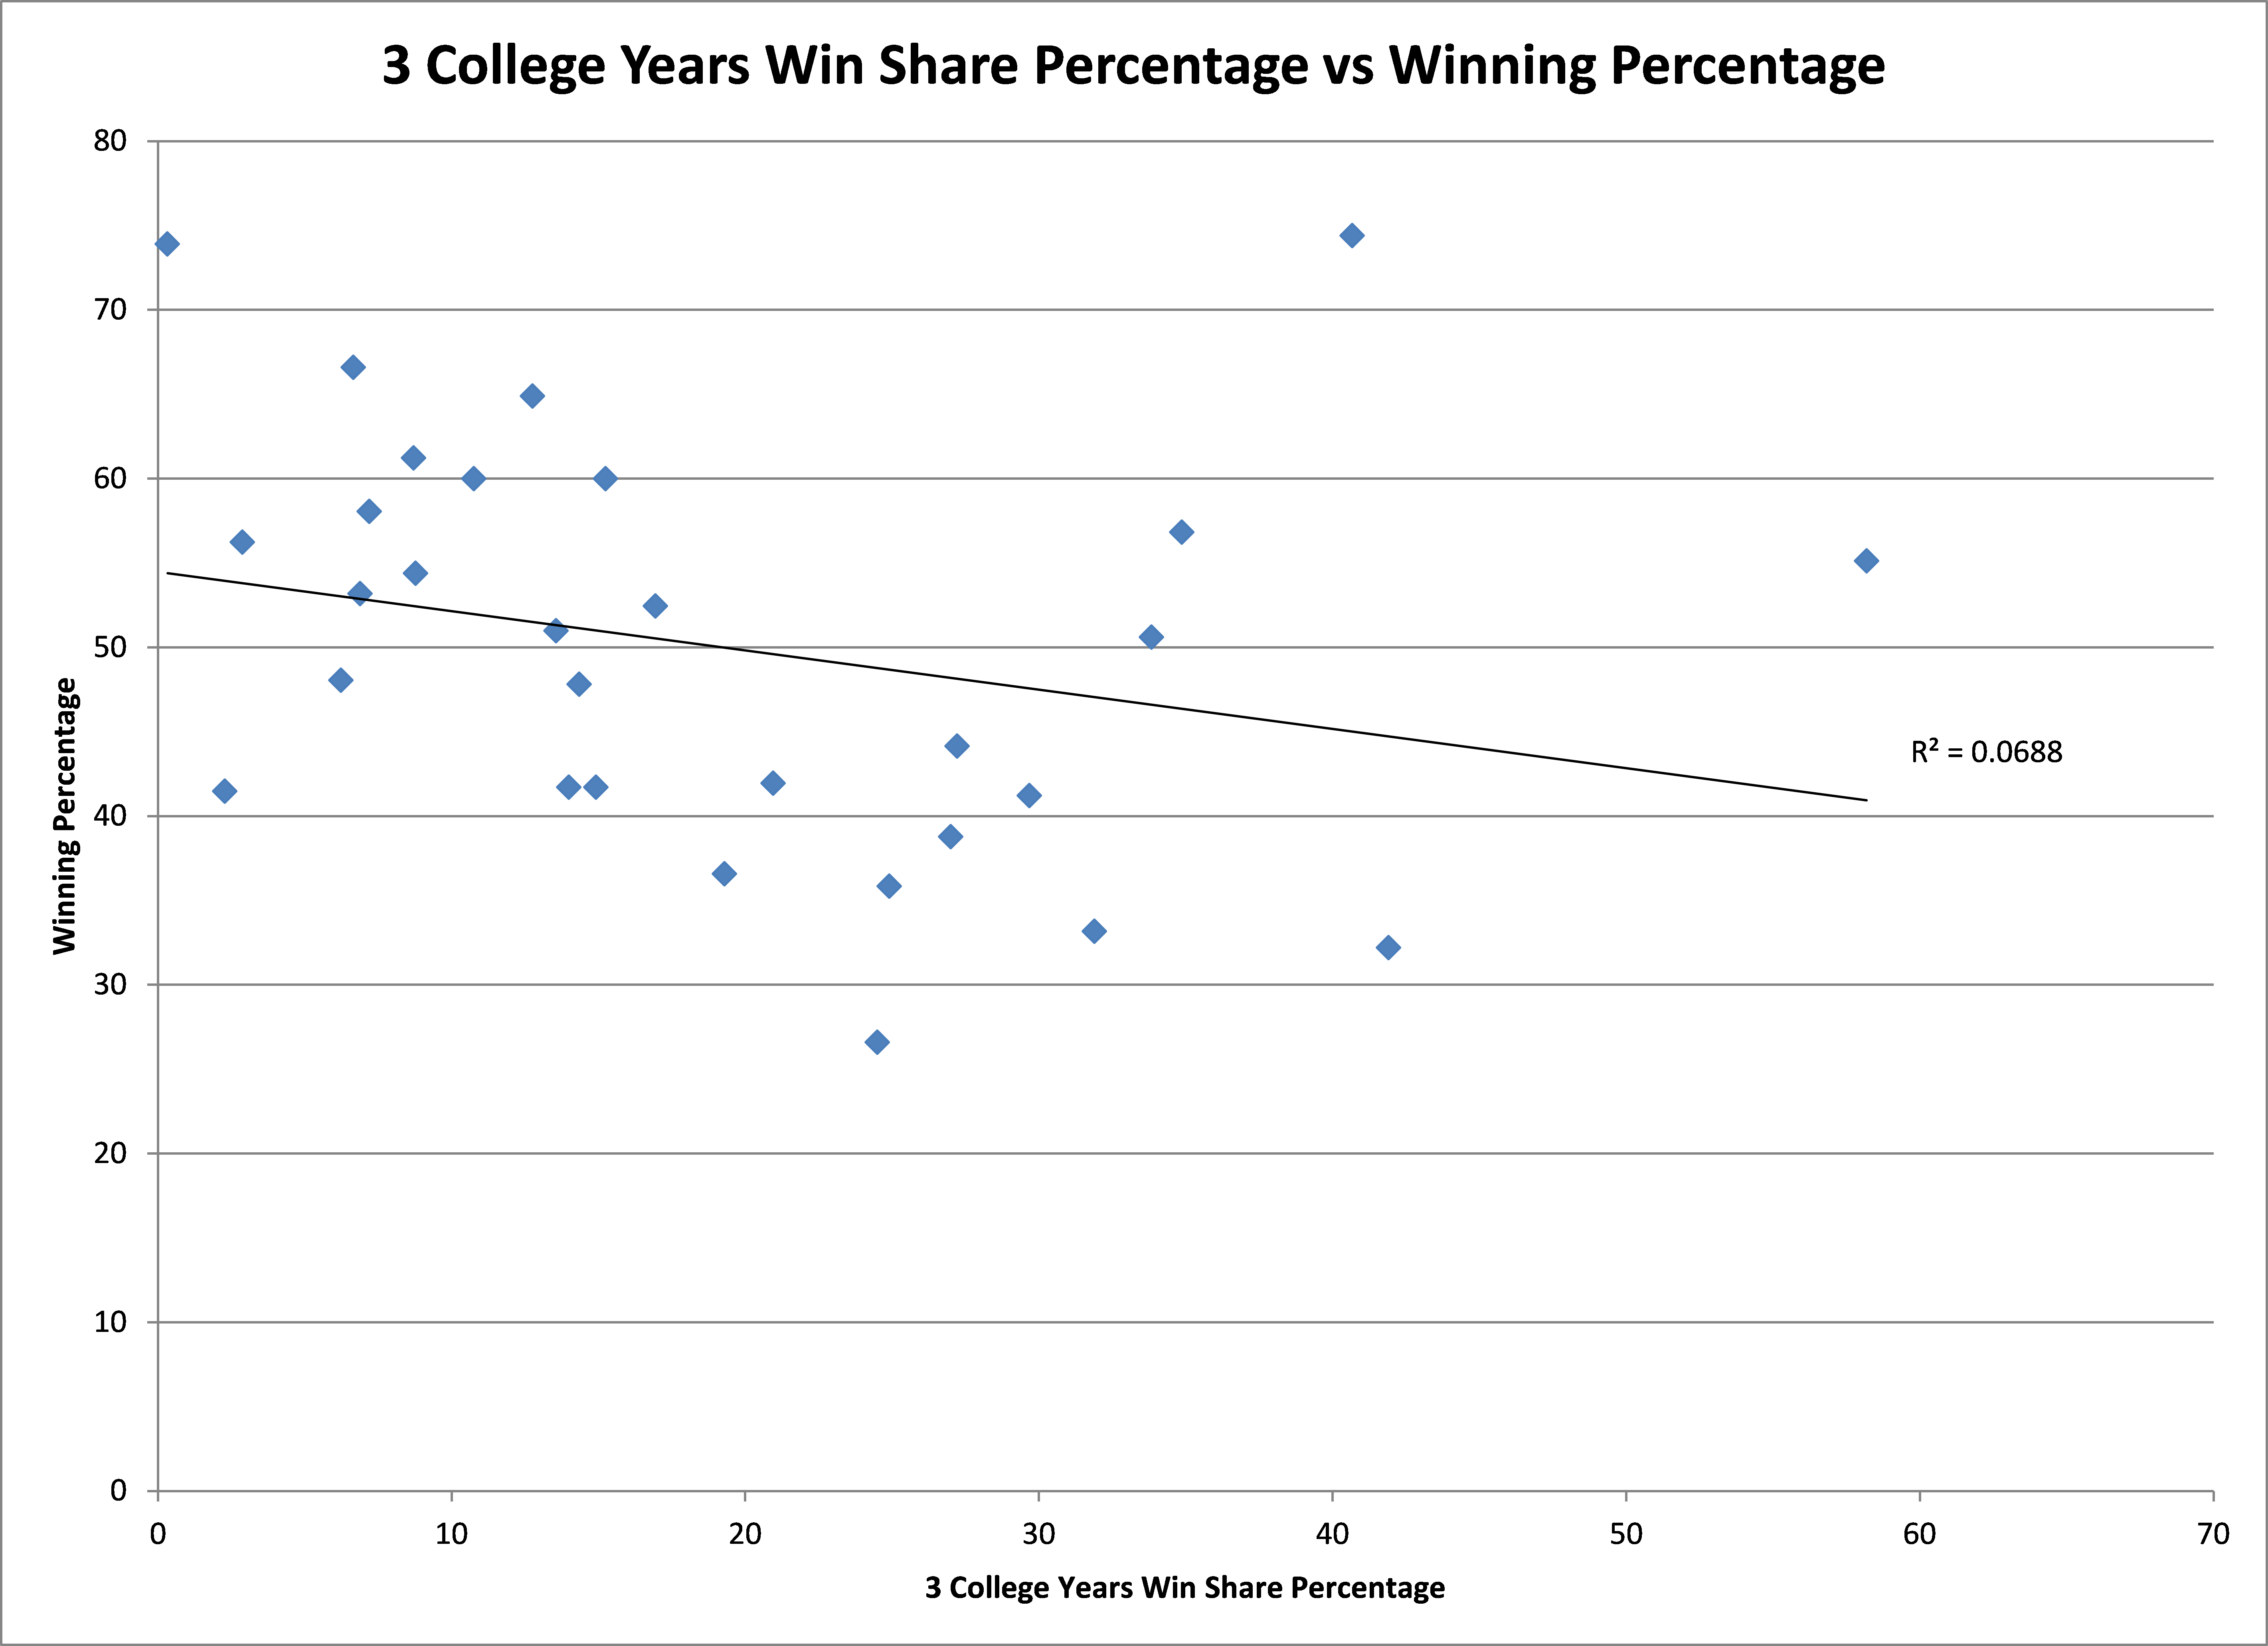 3 College Years Win Share Percentage vs Winning Percentage
80
70
60
50
40
30
20
10
0
Winning Percentage
R² = 0.0688
0 10 20 30 40 50 60 70
3 College Years Win Share Percentage